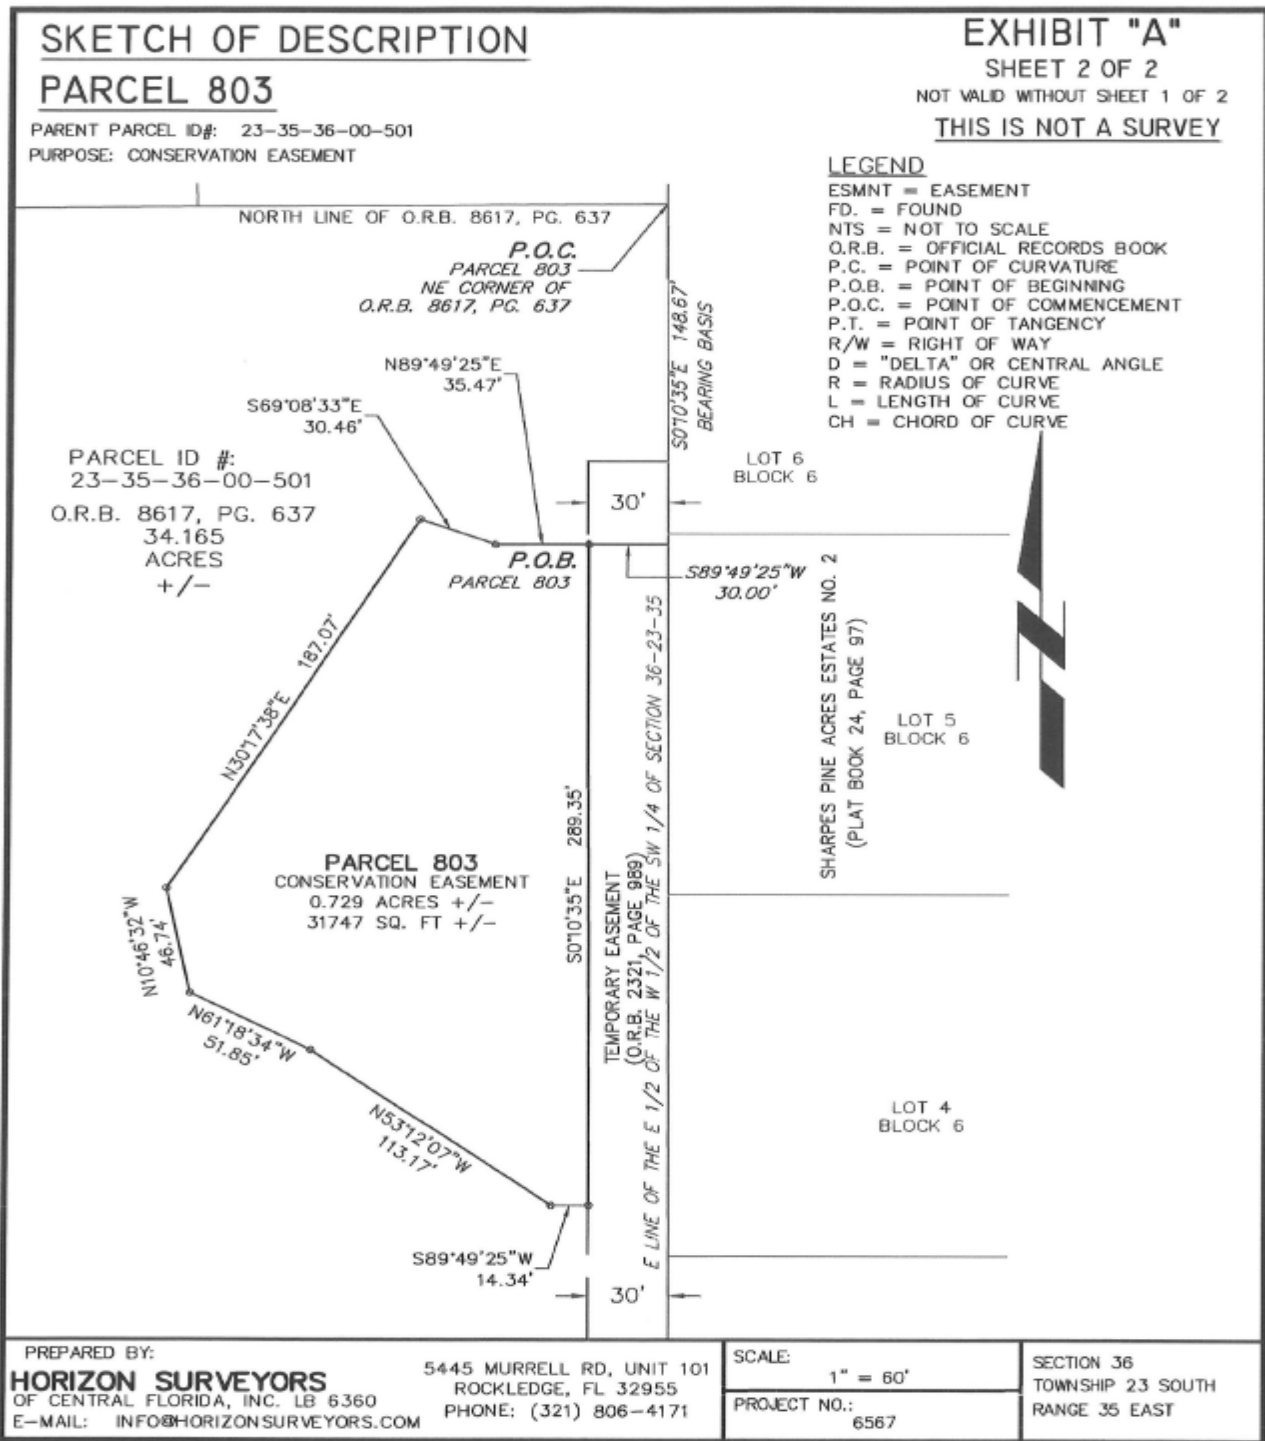 SKETCH OF DESCRIPTION
PARCEL 803
PARENT PARCEL ID#: 23-35-36-00-501
PURPOSE: CONSERVATION EASEMENT
EXHIBIT "A"
SHEET 2 OF 2
NOT VALID WITHOUT SHEET 1 OF 2
THIS IS NOT A SURVEY
LEGEND
ESMNT = EASEMENT
FD. = FOUND
NTS = NOT TO SCALE
O.R.B. = OFFICIAL RECORDS BOOK
P.C. = POINT OF CURVATURE
P.O.B. = POINT OF BEGINNING
P.O.C. = POINT OF COMMENCEMENT
P.T. = POINT OF TANGENCY
R/W = RIGHT OF WAY
D = "DELTA" OR CENTRAL ANGLE
R = RADIUS OF CURVE
L = LENGTH OF CURVE
CH = CHORD OF CURVE
NORTH LINE OF O.R.B. 8617, PG. 637
P.O.C.
PARCEL 803
NE CORNER OF
O.R.B. 8617, PG. 637
S0°10'35"E 148.67'
BEARING BASIS
N89°49'25"E
35.47'
S69°08'33"E
30.46'
PARCEL ID #:
23-35-36-00-501
O.R.B. 8617, PG. 637
34.165
ACRES
+/-
LOT 6
BLOCK 6
30'
P.O.B.
PARCEL 803
S89°49'25"W
30.00'
N30°17'38"E 187.07'
SHARPES PINE ACRES ESTATES NO. 2
(PLAT BOOK 24, PAGE 97)
LOT 5
BLOCK 6
S0°10'35"E 289.35'
PARCEL 803
CONSERVATION EASEMENT
0.729 ACRES +/-
31747 SQ. FT +/-
TEMPORARY EASEMENT
(O.R.B. 2321, PAGE 989)
E LINE OF THE E 1/2 OF THE W 1/2 OF THE SW 1/4 OF SECTION 36-23-35
N10°46'32"W
46.74'
N61°18'34"W
51.85'
N53°12'07"W
113.17'
LOT 4
BLOCK 6
S89°49'25"W
14.34'
30'
PREPARED BY:
HORIZON SURVEYORS
OF CENTRAL FLORIDA, INC. LB 6360
E-MAIL: INFO@HORIZONSURVEYORS.COM
5445 MURRELL RD, UNIT 101
ROCKLEDGE, FL 32955
PHONE: (321) 806-4171
SCALE:
1" = 60'
PROJECT NO.:
6567
SECTION 36
TOWNSHIP 23 SOUTH
RANGE 35 EAST